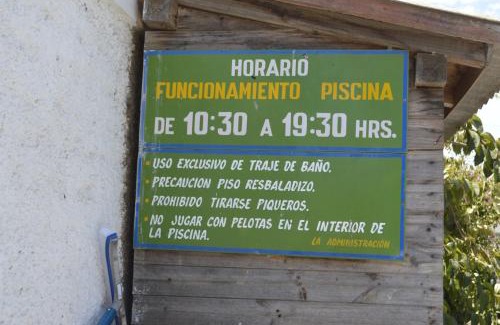 HORARIO
FUNCIONAMIENTO PISCINA
DE 10:30 A 19:30 HRS.
• USO EXCLUSIVO DE TRAJE DE BAÑO.
• PRECAUCION PISO RESBALADIZO.
• PROHIBIDO TIRARSE PIQUEROS.
• NO JUGAR CON PELOTAS EN EL INTERIOR DE
LA PISCINA.
LA ADMINISTRACIÓN